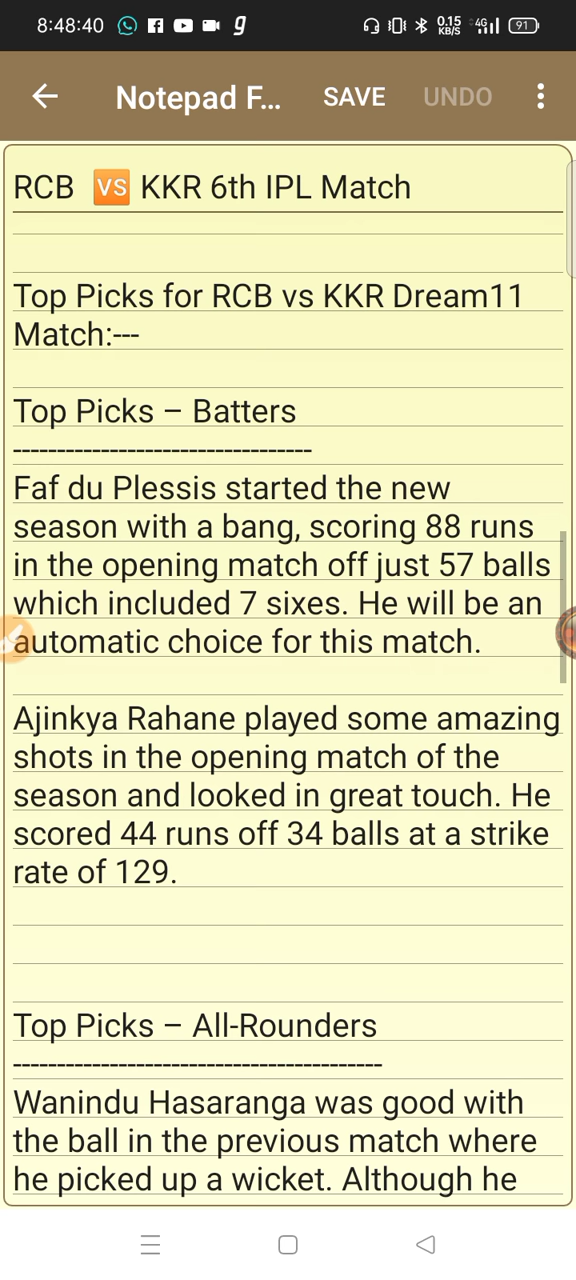 8:48:40 g 0.15 KB/S 4G 91
Notepad F... SAVE UNDO
RCB 🆚 KKR 6th IPL Match
Top Picks for RCB vs KKR Dream11
Match:---
Top Picks – Batters
----------------------------------
Faf du Plessis started the new
season with a bang, scoring 88 runs
in the opening match off just 57 balls
which included 7 sixes. He will be an
automatic choice for this match.
Ajinkya Rahane played some amazing
shots in the opening match of the
season and looked in great touch. He
scored 44 runs off 34 balls at a strike
rate of 129.
Top Picks – All-Rounders
------------------------------------------
Wanindu Hasaranga was good with
the ball in the previous match where
he picked up a wicket. Although he